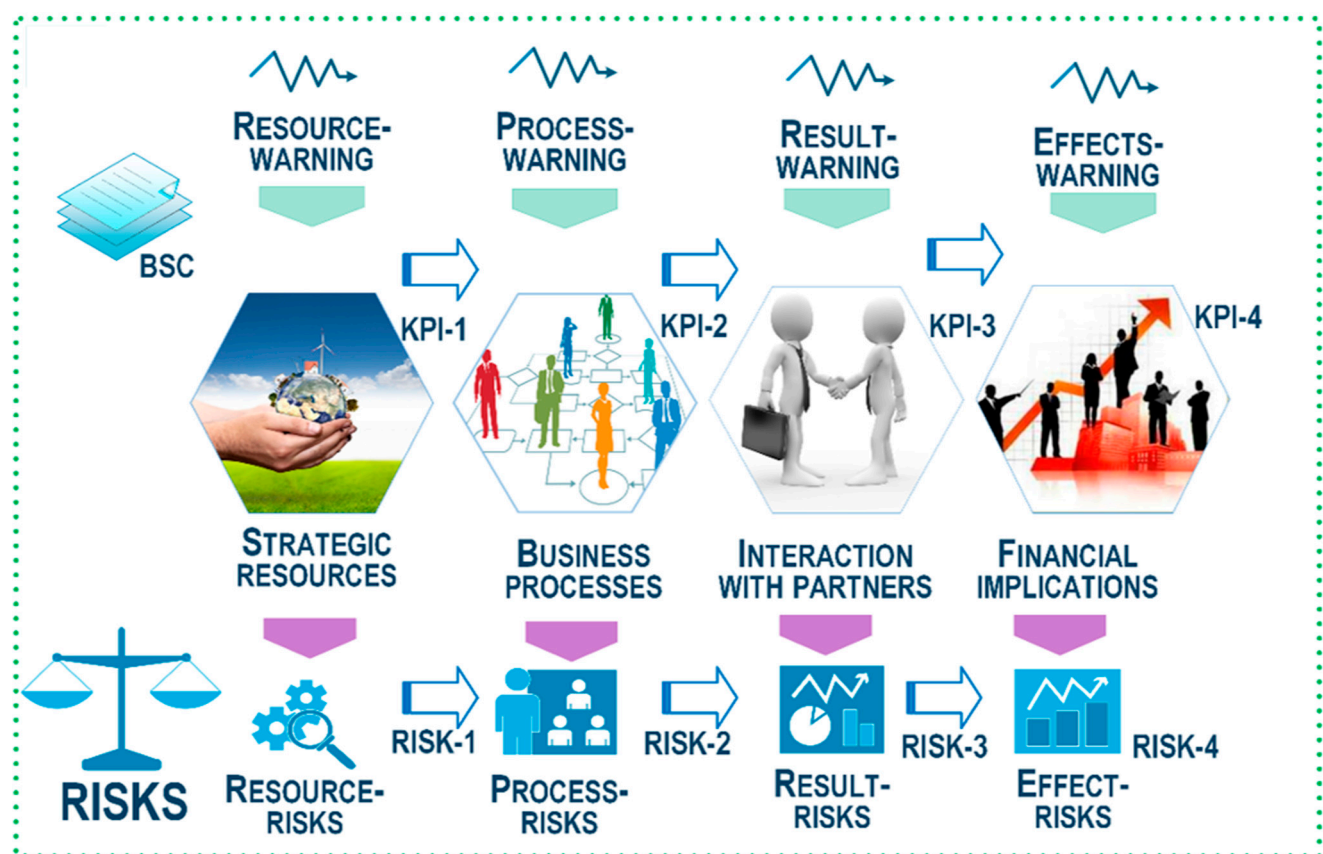 RESOURCE-
WARNING
PROCESS-
WARNING
RESULT-
WARNING
EFFECTS-
WARNING
BSC
KPI-1
KPI-2
KPI-3
KPI-4
STRATEGIC
RESOURCES
BUSINESS
PROCESSES
INTERACTION
WITH PARTNERS
FINANCIAL
IMPLICATIONS
RISKS
RISK-1
RISK-2
RISK-3
RISK-4
RESOURCE-
RISKS
PROCESS-
RISKS
RESULT-
RISKS
EFFECT-
RISKS